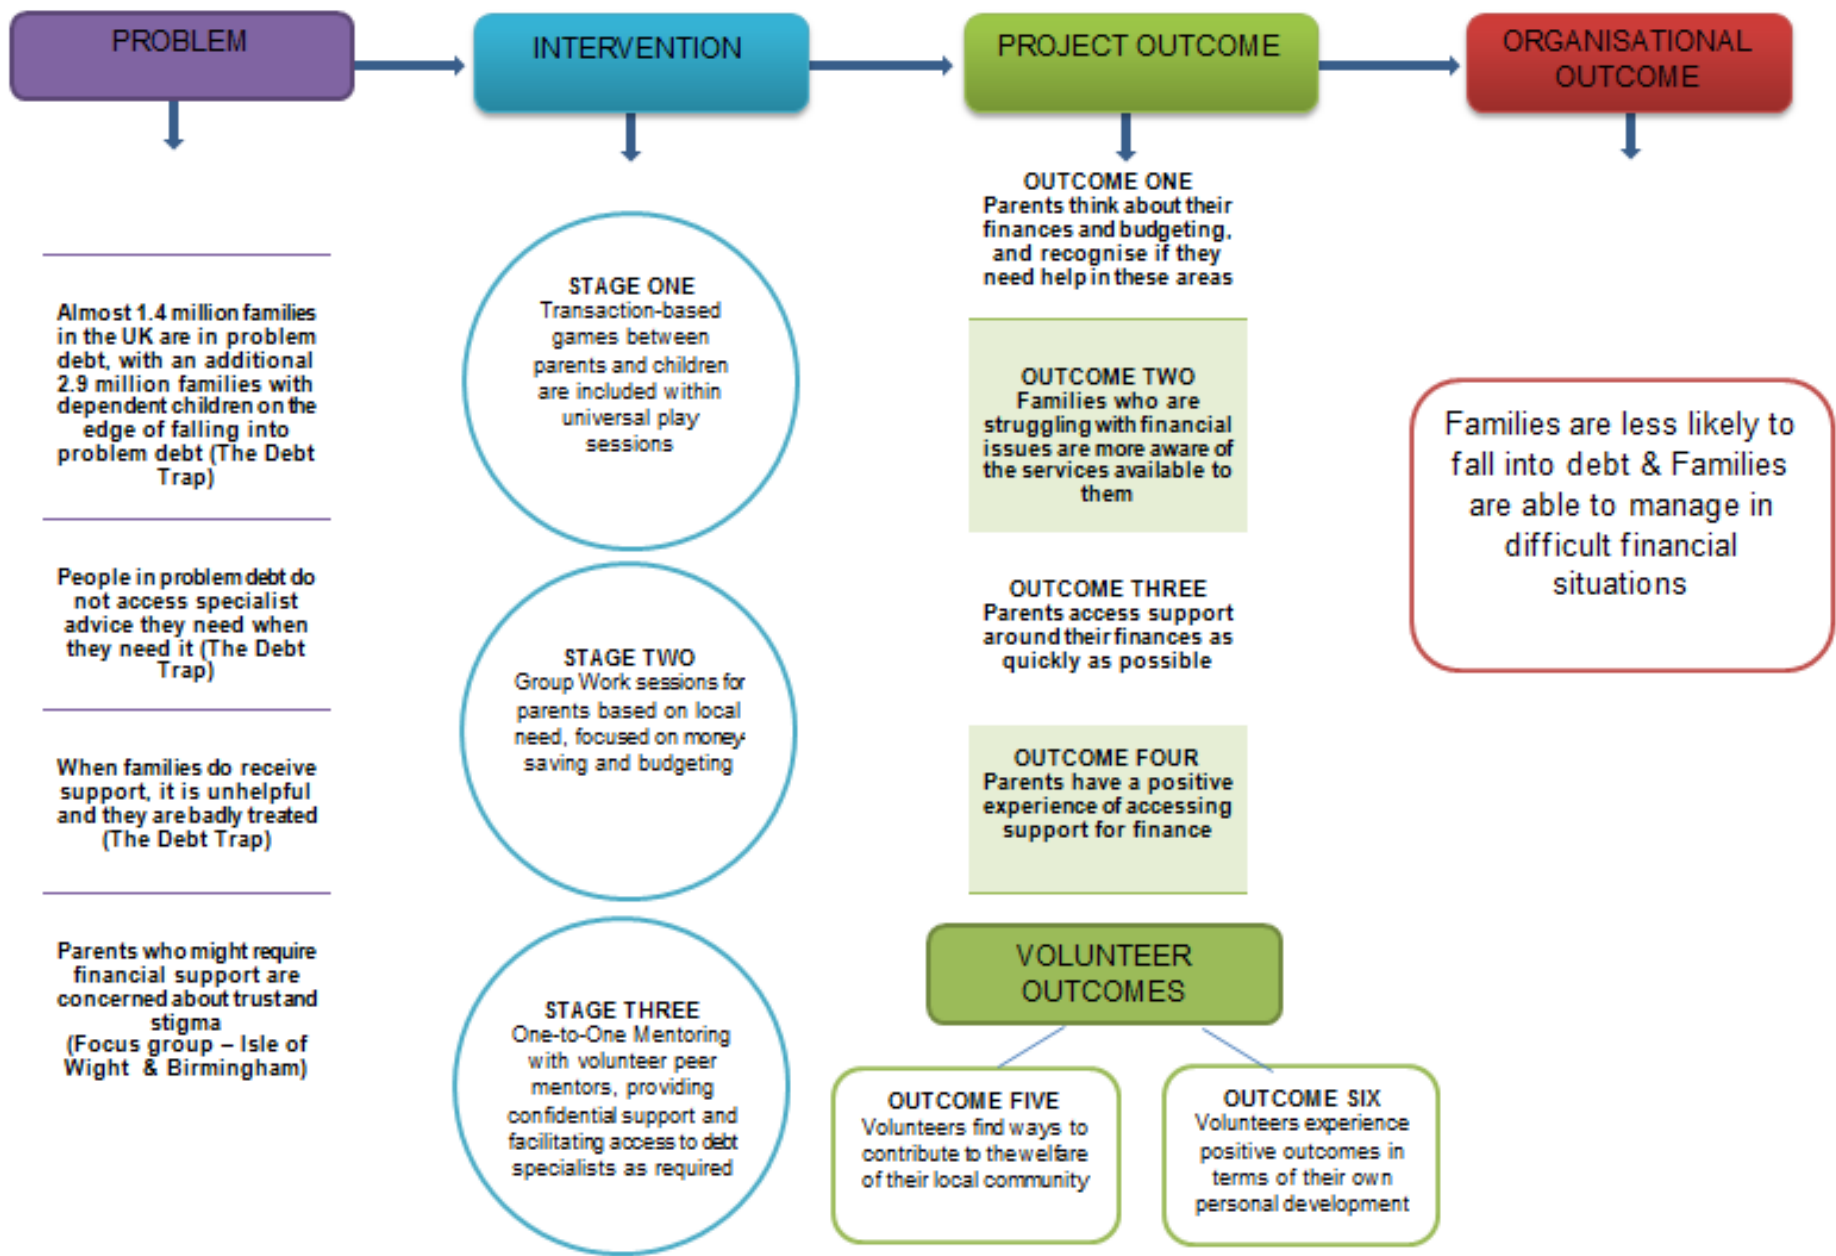 PROBLEM
INTERVENTION
PROJECT OUTCOME
ORGANISATIONAL
OUTCOME
Almost 1.4 million families
in the UK are in problem
debt, with an additional
2.9 million families with
dependent children on the
edge of falling into
problem debt (The Debt
Trap)
People in problem debt do
not access specialist
advice they need when
they need it (The Debt
Trap)
When families do receive
support, it is unhelpful
and they are badly treated
(The Debt Trap)
Parents who might require
financial support are
concerned about trust and
stigma
(Focus group – Isle of
Wight & Birmingham)
STAGE ONE
Transaction-based
games between
parents and children
are included within
universal play
sessions
STAGE TWO
Group Work sessions for
parents based on local
need, focused on money-
saving and budgeting
STAGE THREE
One-to-One Mentoring
with volunteer peer
mentors, providing
confidential support and
facilitating access to debt
specialists as required
OUTCOME ONE
Parents think about their
finances and budgeting,
and recognise if they
need help in these areas
OUTCOME TWO
Families who are
struggling with financial
issues are more aware of
the services available to
them
OUTCOME THREE
Parents access support
around their finances as
quickly as possible
OUTCOME FOUR
Parents have a positive
experience of accessing
support for finance
VOLUNTEER
OUTCOMES
OUTCOME FIVE
Volunteers find ways to
contribute to the welfare
of their local community
OUTCOME SIX
Volunteers experience
positive outcomes in
terms of their own
personal development
Families are less likely to
fall into debt & Families
are able to manage in
difficult financial
situations